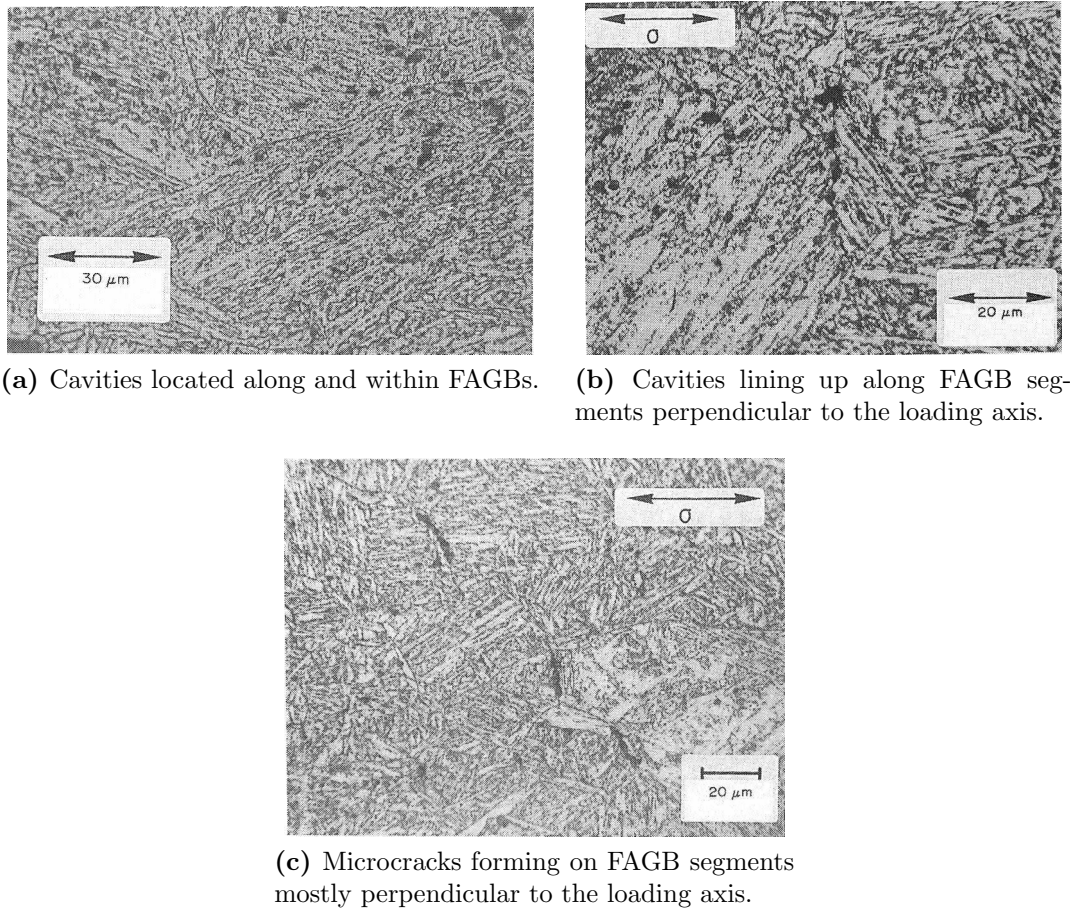 σ
30 μm
20 μm
(a) Cavities located along and within FAGBs.
(b) Cavities lining up along FAGB seg-
ments perpendicular to the loading axis.
σ
20 μm
(c) Microcracks forming on FAGB segments
mostly perpendicular to the loading axis.